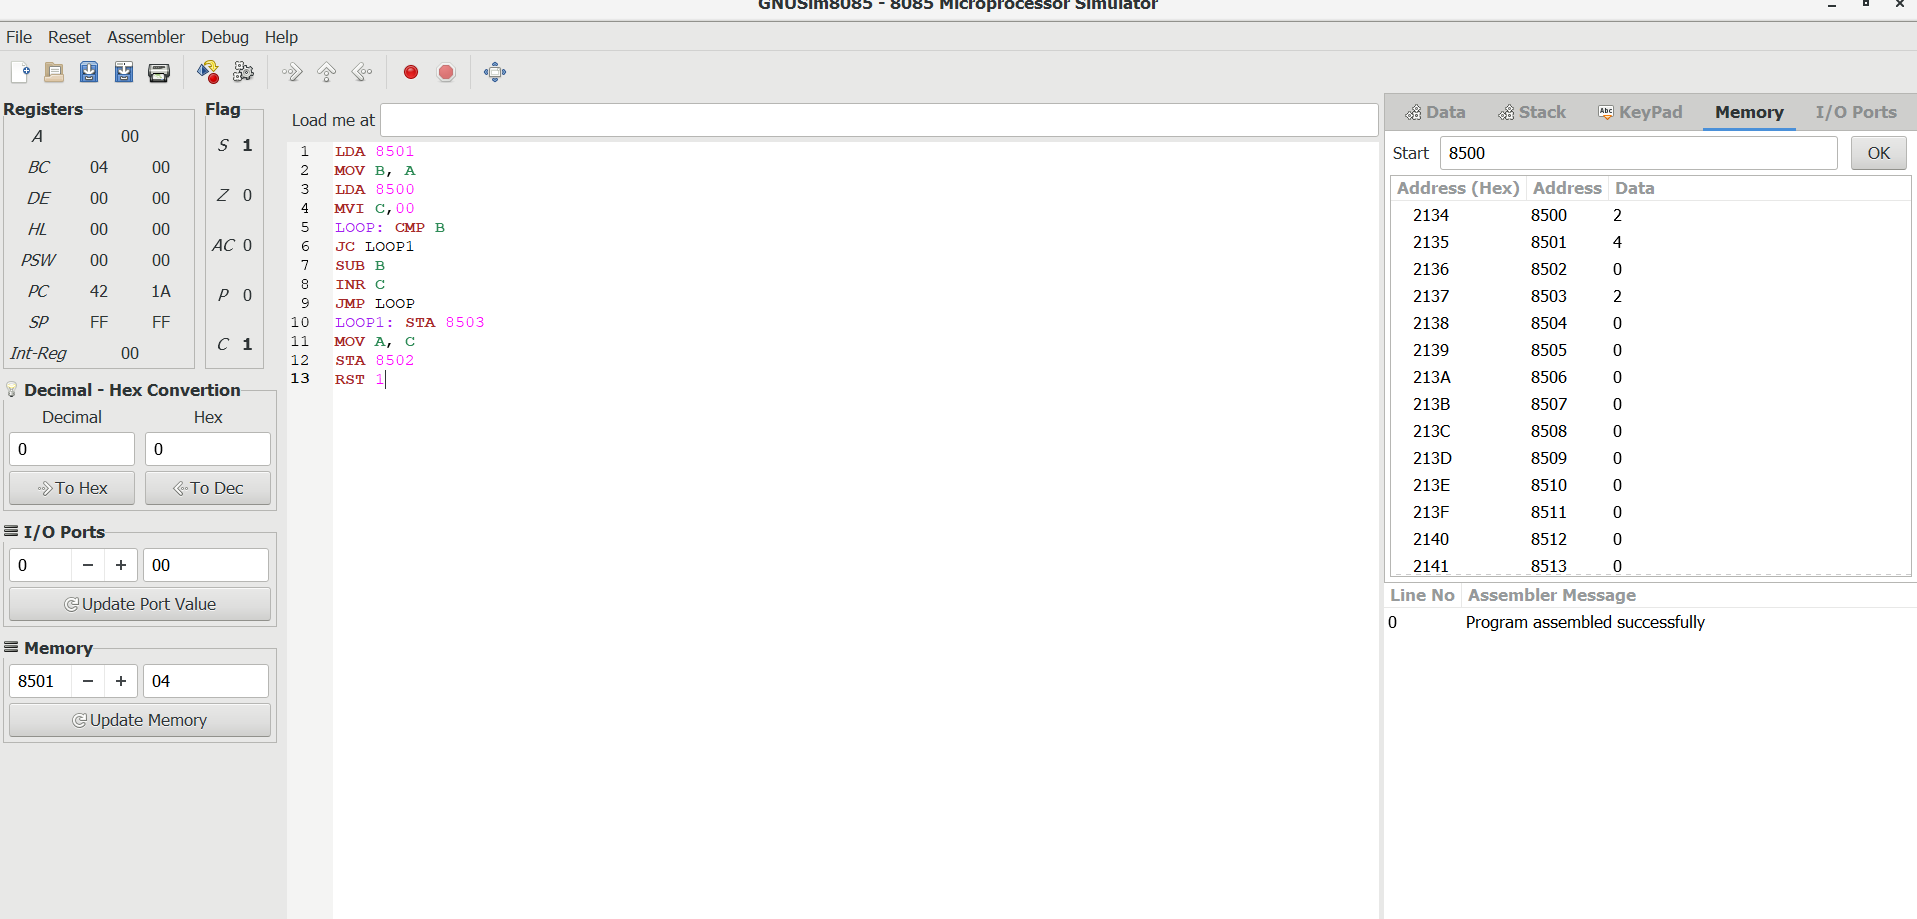 GNUSim8085 - 8085 Microprocessor Simulator
File Reset Assembler Debug Help
Registers
A 00
BC 04 00
DE 00 00
HL 00 00
PSW 00 00
PC 42 1A
SP FF FF
Int-Reg 00
Flag
S 1
Z 0
AC 0
P 0
C 1
Decimal - Hex Convertion
Decimal Hex
0 0
To Hex To Dec
I/O Ports
0 − + 00
Update Port Value
Memory
8501 − + 04
Update Memory
Load me at
1 LDA 8501
2 MOV B, A
3 LDA 8500
4 MVI C,00
5 LOOP: CMP B
6 JC LOOP1
7 SUB B
8 INR C
9 JMP LOOP
10 LOOP1: STA 8503
11 MOV A, C
12 STA 8502
13 RST 1
Data Stack Abc KeyPad Memory I/O Ports
Start 8500 OK
Address (Hex) Address Data
2134 8500 2
2135 8501 4
2136 8502 0
2137 8503 2
2138 8504 0
2139 8505 0
213A 8506 0
213B 8507 0
213C 8508 0
213D 8509 0
213E 8510 0
213F 8511 0
2140 8512 0
2141 8513 0
Line No Assembler Message
0 Program assembled successfully